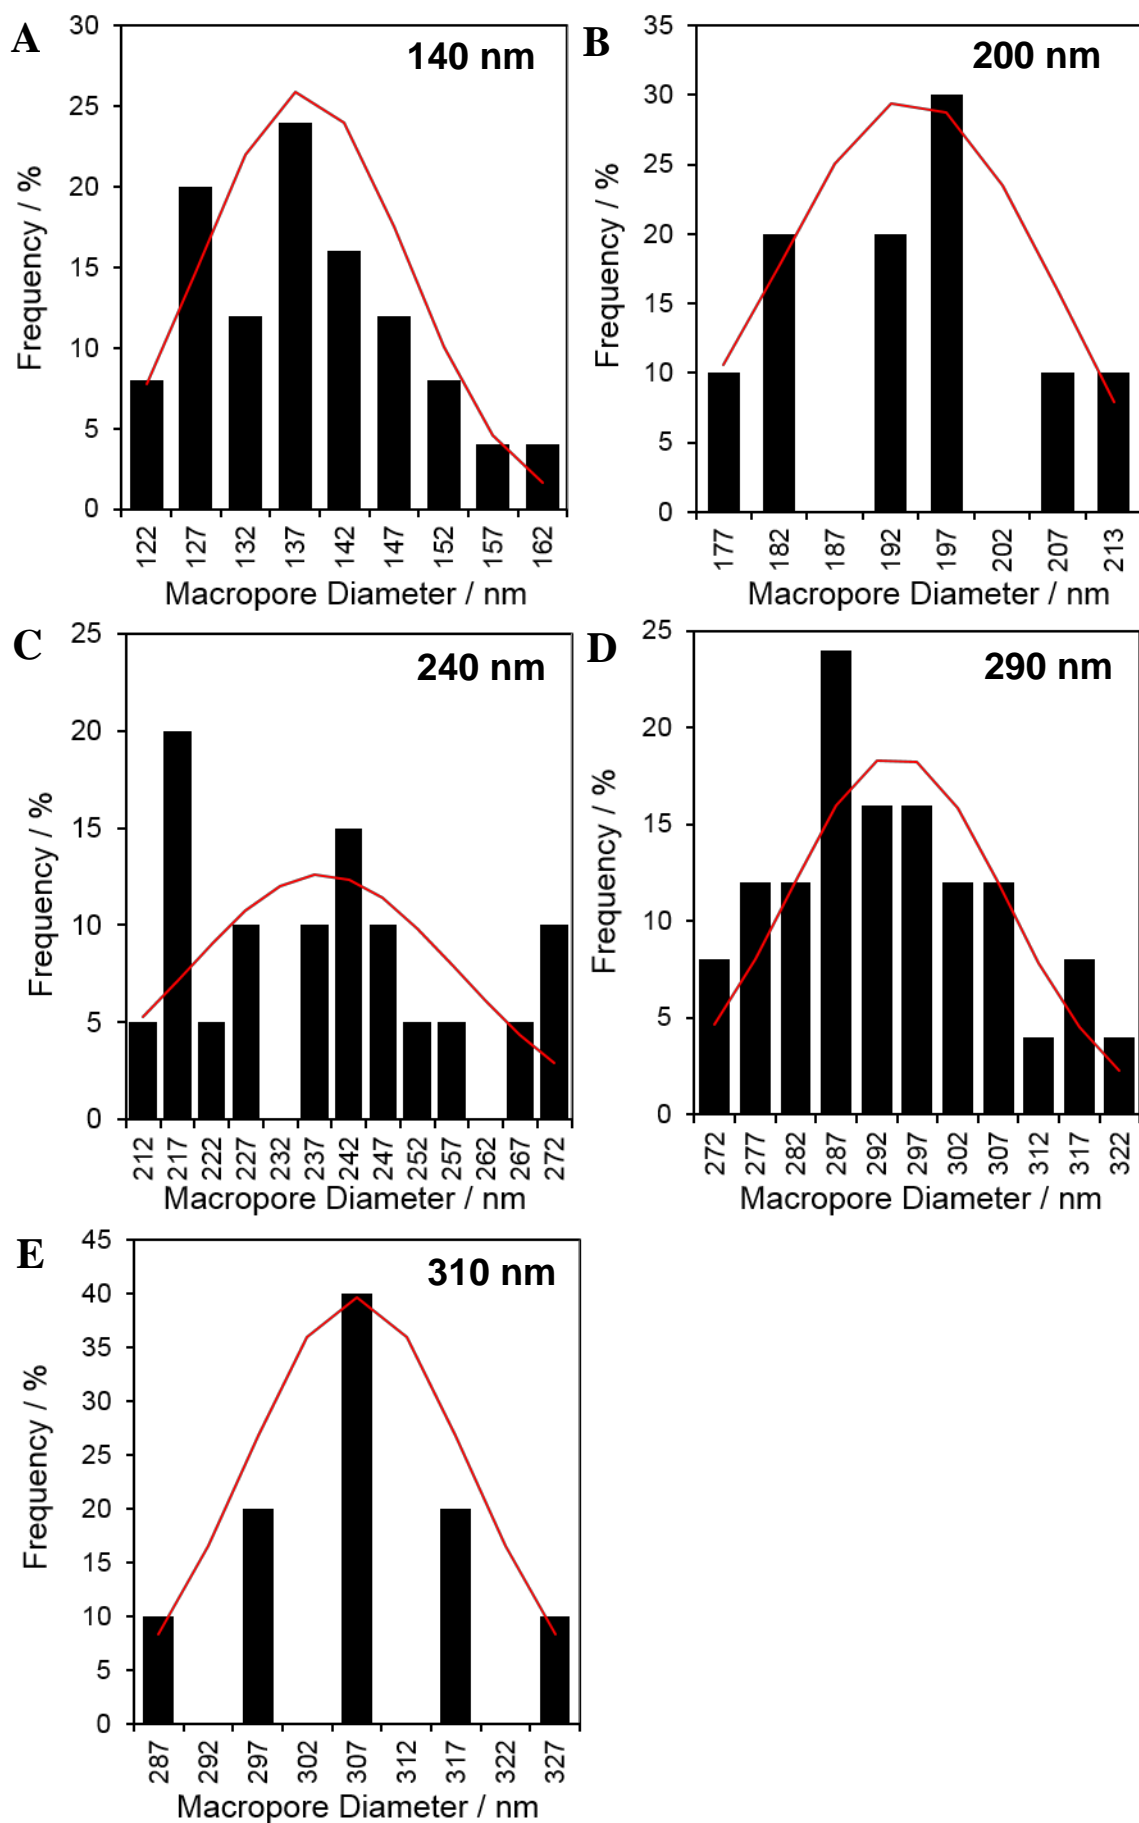 A
140 nm
Frequency / %
30
25
20
15
10
5
0
122 127 132 137 142 147 152 157 162
Macropore Diameter / nm
B
200 nm
Frequency / %
35
30
25
20
15
10
5
0
177 182 187 192 197 202 207 213
Macropore Diameter / nm
C
240 nm
Frequency / %
25
20
15
10
5
0
212 217 222 227 232 237 242 247 252 257 262 267 272
Macropore Diameter / nm
D
290 nm
Frequency / %
25
20
15
10
5
0
272 277 282 287 292 297 302 307 312 317 322
Macropore Diameter / nm
E
310 nm
Frequency / %
45
40
35
30
25
20
15
10
5
0
287 292 297 302 307 312 317 322 327
Macropore Diameter / nm